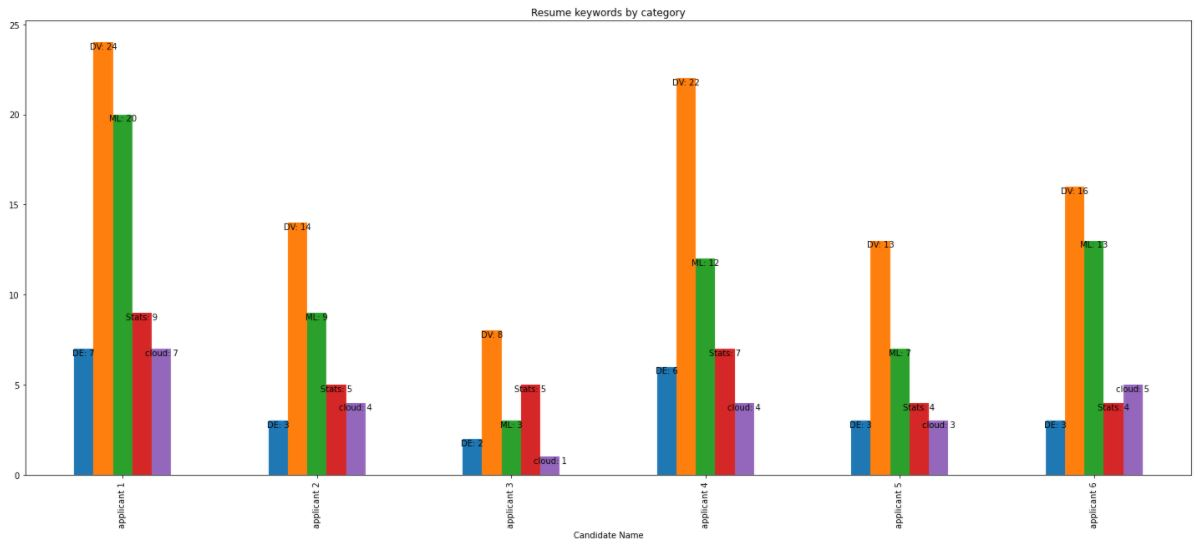 Resume keywords by category
25
20
15
10
5
0
DE: 7
DV: 24
ML: 20
Stats: 9
cloud: 7
DE: 3
DV: 14
ML: 9
Stats: 5
cloud: 4
DE: 2
DV: 8
ML: 3
Stats: 5
cloud: 1
DE: 6
DV: 22
ML: 12
Stats: 7
cloud: 4
DE: 3
DV: 13
ML: 7
Stats: 4
cloud: 3
DE: 3
DV: 16
ML: 13
Stats: 4
cloud: 5
applicant 1
applicant 2
applicant 3
applicant 4
applicant 5
applicant 6
Candidate Name